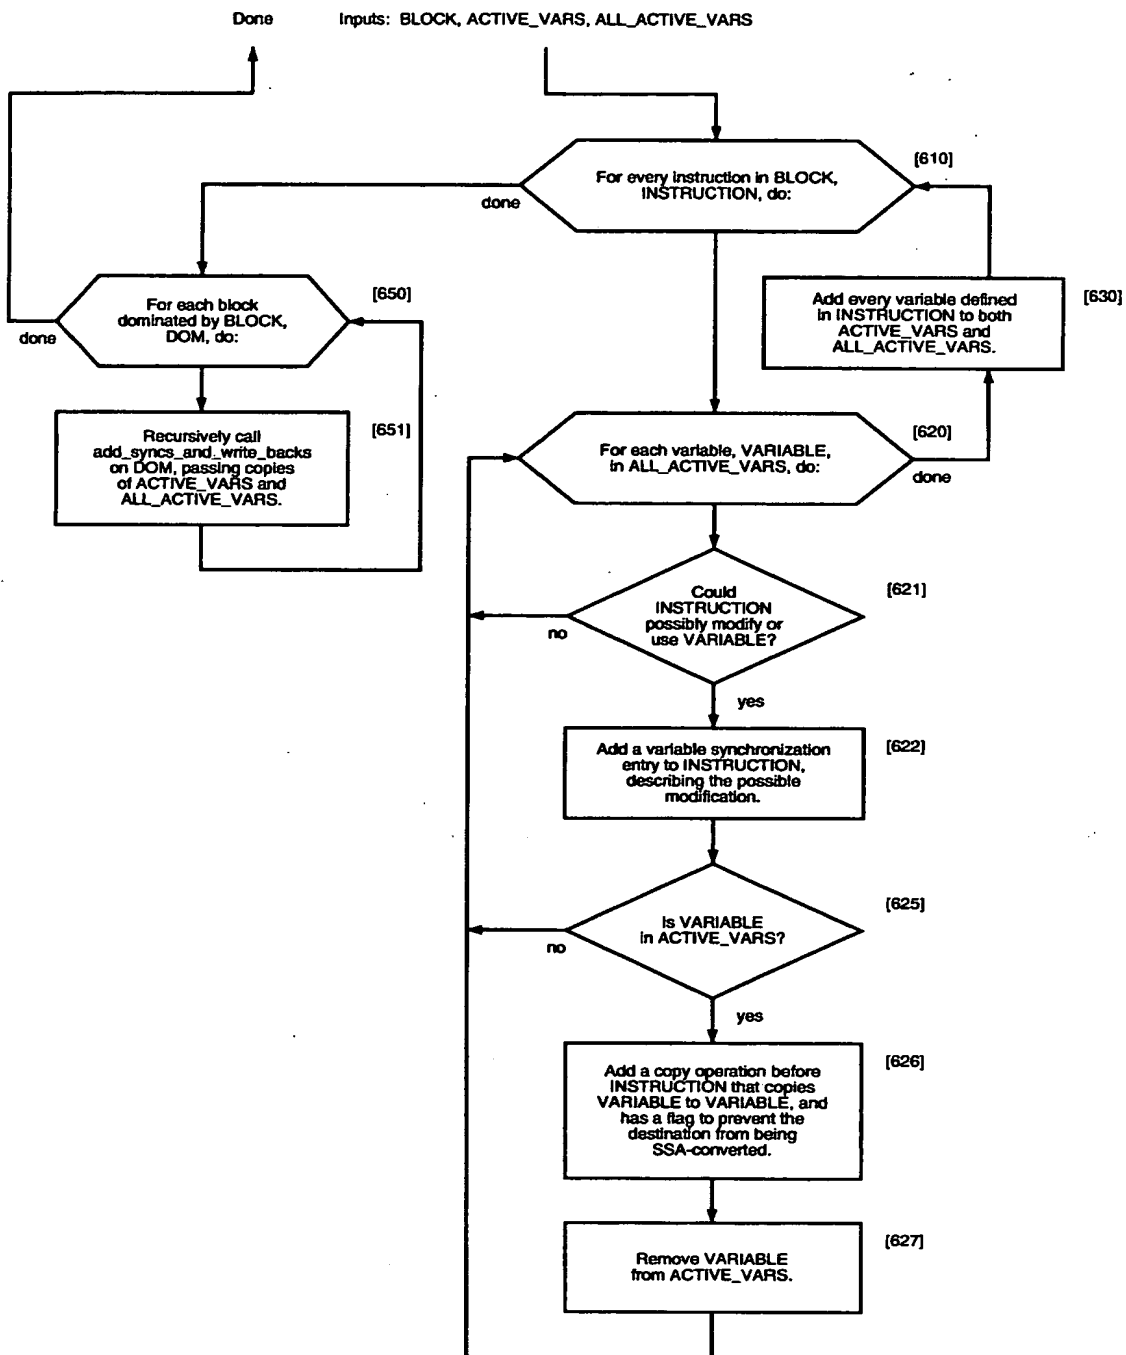 Done
Inputs: BLOCK, ACTIVE_VARS, ALL_ACTIVE_VARS
[610]
For every instruction in BLOCK,
INSTRUCTION, do:
done
[650]
For each block
dominated by BLOCK,
DOM, do:
done
[630]
Add every variable defined
in INSTRUCTION to both
ACTIVE_VARS and
ALL_ACTIVE_VARS.
[651]
Recursively call
add_syncs_and_write_backs
on DOM, passing copies
of ACTIVE_VARS and
ALL_ACTIVE_VARS.
[620]
For each variable, VARIABLE,
in ALL_ACTIVE_VARS, do:
done
[621]
Could
INSTRUCTION
possibly modify or
use VARIABLE?
no
yes
[622]
Add a variable synchronization
entry to INSTRUCTION,
describing the possible
modification.
[625]
Is VARIABLE
in ACTIVE_VARS?
no
yes
[626]
Add a copy operation before
INSTRUCTION that copies
VARIABLE to VARIABLE, and
has a flag to prevent the
destination from being
SSA-converted.
[627]
Remove VARIABLE
from ACTIVE_VARS.